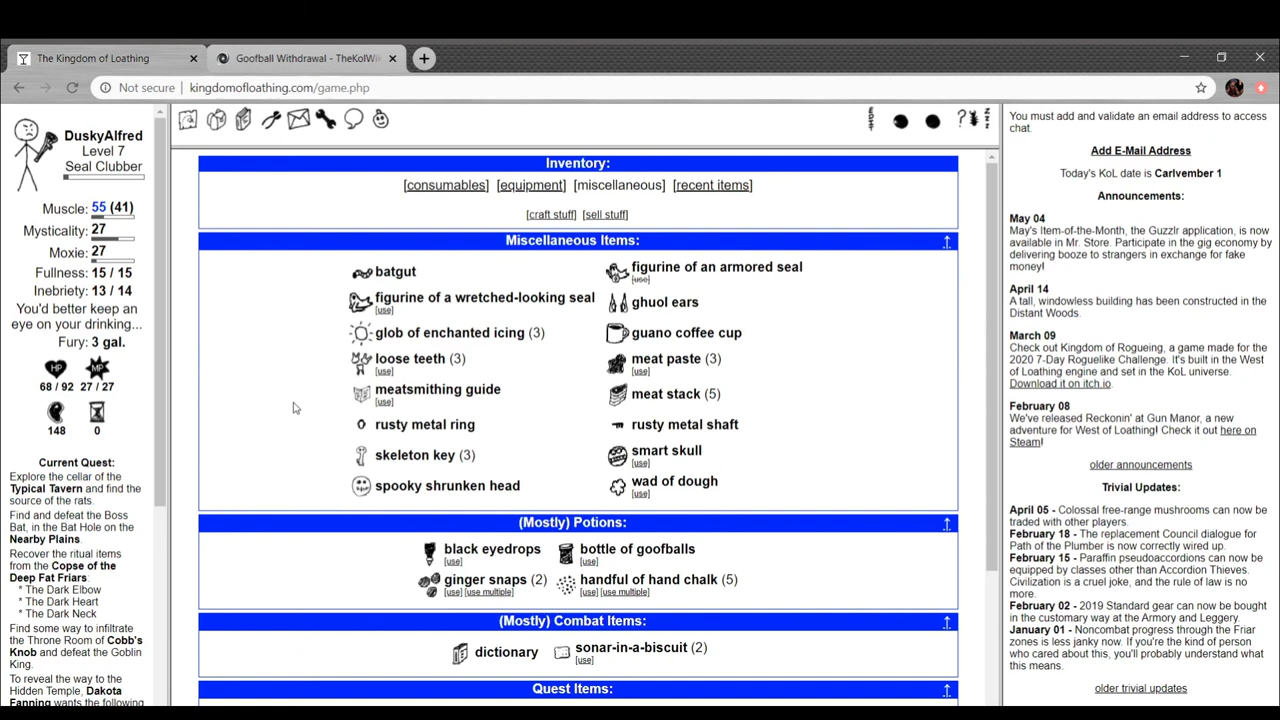 The Kingdom of Loathing
Goofball Withdrawal - TheKolWi
Not secure
kingdomofloathing.com/game.php
DuskyAlfred
Level 7
Seal Clubber
Muscle: 55 (41)
Mysticality: 27
Moxie: 27
Fullness: 15 / 15
Inebriety: 13 / 14
You'd better keep an
eye on your drinking...
Fury: 3 gal.
HP
MP
68 / 92
27 / 27
148
0
Current Quest:
Explore the cellar of the
Typical Tavern and find the
source of the rats.
Find and defeat the Boss
Bat, in the Bat Hole on the
Nearby Plains.
Recover the ritual items
from the Copse of the
Deep Fat Friars:
* The Dark Elbow
* The Dark Heart
* The Dark Neck
Find some way to infiltrate
the Throne Room of Cobb's
Knob and defeat the Goblin
King.
To reveal the way to the
Hidden Temple, Dakota
Fanning wants the following
Inventory:
[consumables] [equipment] [miscellaneous] [recent items]
[craft stuff] [sell stuff]
Miscellaneous Items:
batgut
figurine of an armored seal
[use]
figurine of a wretched-looking seal
[use]
ghuol ears
glob of enchanted icing (3)
guano coffee cup
loose teeth (3)
[use]
meat paste (3)
[use]
meatsmithing guide
[use]
meat stack (5)
rusty metal ring
rusty metal shaft
skeleton key (3)
smart skull
[use]
spooky shrunken head
wad of dough
[use]
(Mostly) Potions:
black eyedrops
[use]
bottle of goofballs
[use]
ginger snaps (2)
[use] [use multiple]
handful of hand chalk (5)
[use] [use multiple]
(Mostly) Combat Items:
dictionary
sonar-in-a-biscuit (2)
[use]
Quest Items:
You must add and validate an email address to access
chat.
Add E-Mail Address
Today's KoL date is Carlvember 1
Announcements:
May 04
May's Item-of-the-Month, the Guzzlr application, is now
available in Mr. Store. Participate in the gig economy by
delivering booze to strangers in exchange for fake
money!
April 14
A tall, windowless building has been constructed in the
Distant Woods.
March 09
Check out Kingdom of Rogueing, a game made for the
2020 7-Day Roguelike Challenge. It's built in the West
of Loathing engine and set in the KoL universe.
Download it on itch.io.
February 08
We've released Reckonin' at Gun Manor, a new
adventure for West of Loathing! Check it out here on
Steam!
older announcements
Trivial Updates:
April 05 - Colossal free-range mushrooms can now be
traded with other players.
February 18 - The replacement Council dialogue for
Path of the Plumber is now correctly wired up.
February 15 - Paraffin pseudoaccordions can now be
equipped by classes other than Accordion Thieves.
Civilization is a cruel joke, and the rule of law is no
more.
February 02 - 2019 Standard gear can now be bought
in the customary way at the Armory and Leggery.
January 01 - Noncombat progress through the Friar
zones is less janky now. If you're the kind of person
who cared about this, you'll probably understand what
this means.
older trivial updates